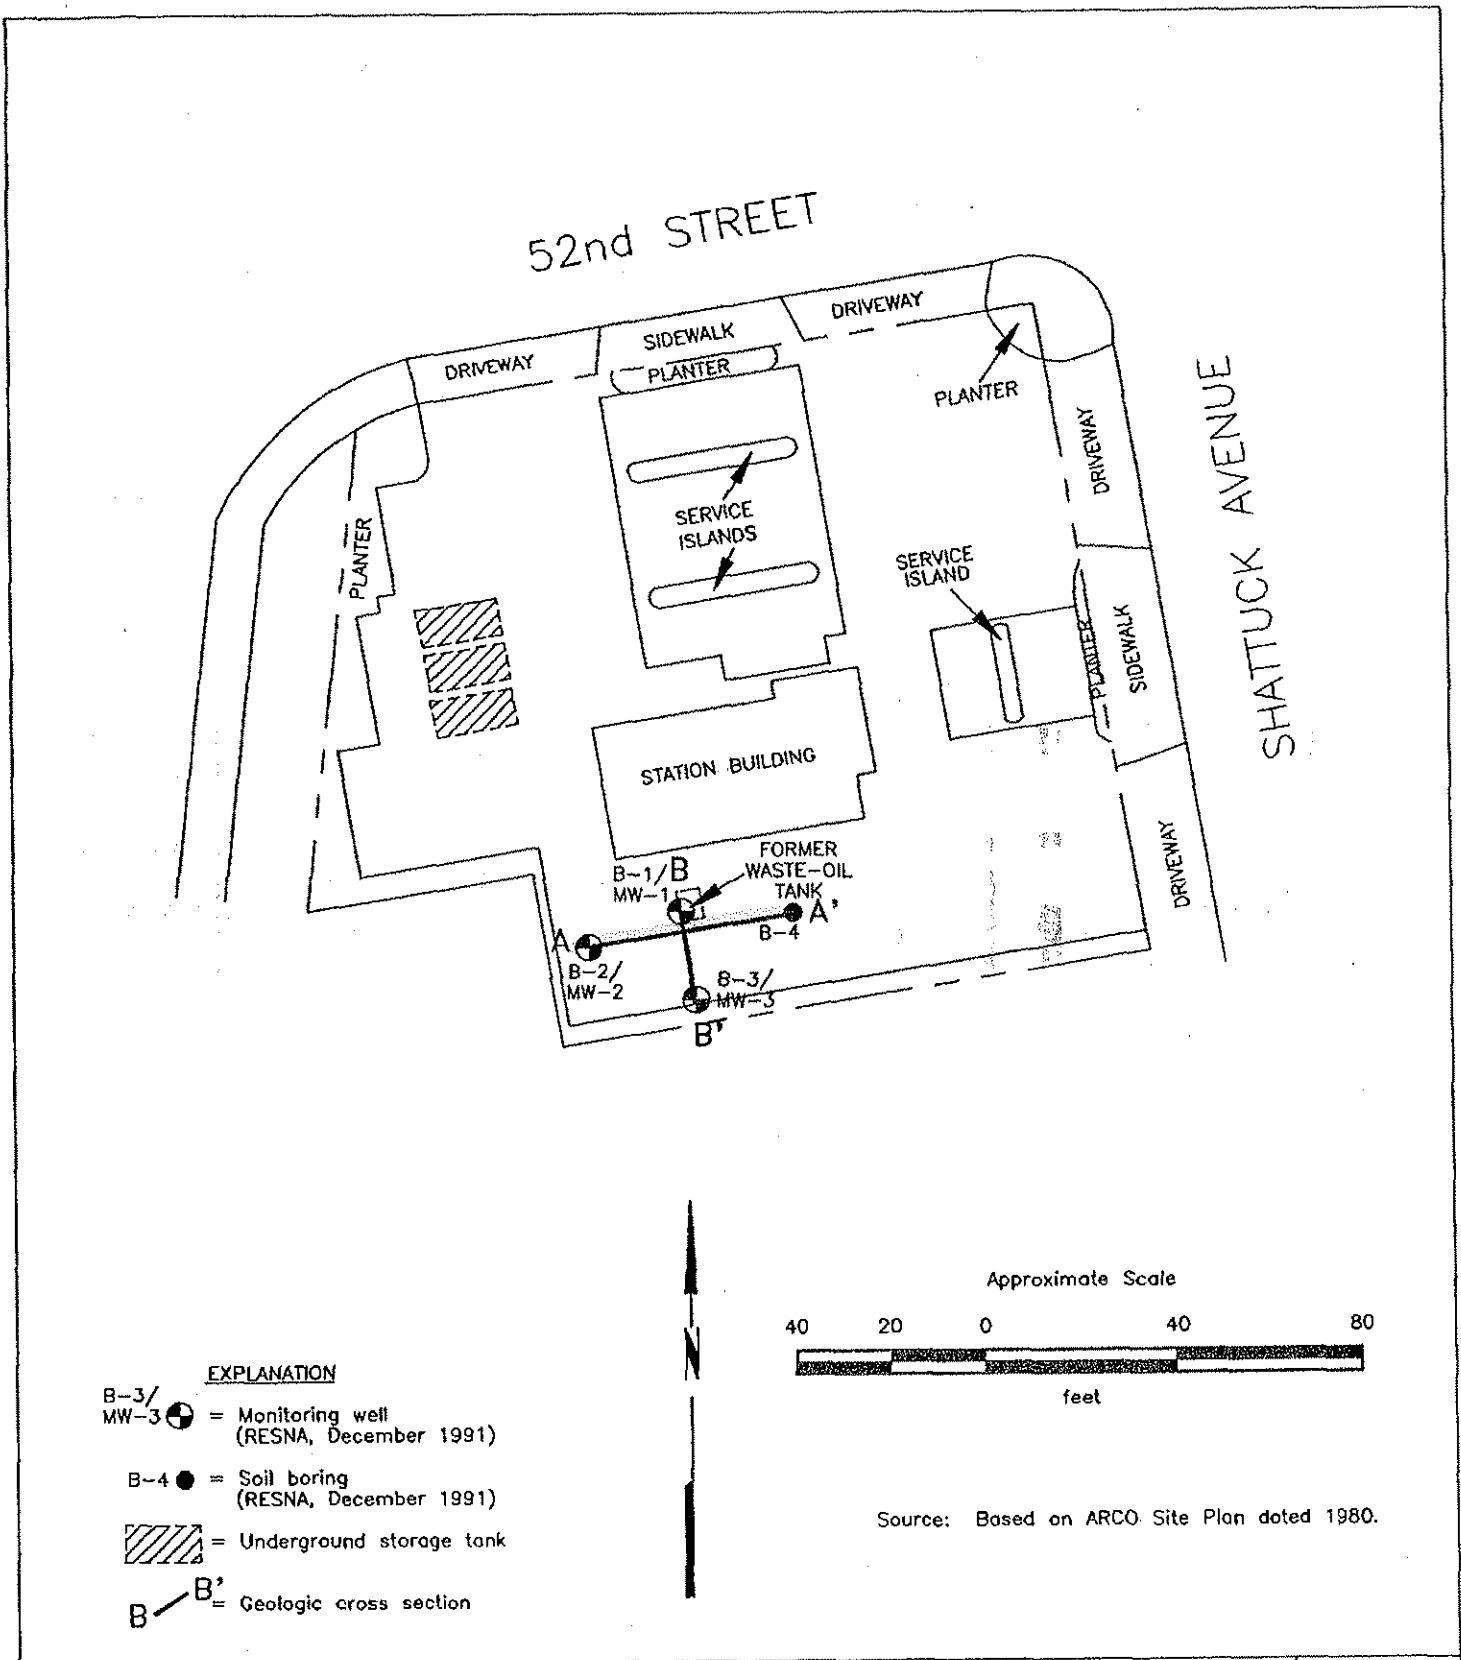 52nd STREET
DRIVEWAY
SIDEWALK
DRIVEWAY
PLANTER
PLANTER
DRIVEWAY
SHATTUCK AVENUE
PLANTER
SERVICE
ISLANDS
SERVICE
ISLAND
PLANTER
SIDEWALK
STATION BUILDING
DRIVEWAY
FORMER
WASTE-OIL
TANK
B-1/
MW-1
B
A
A'
B-4
B-2/
MW-2
B-3/
MW-3
B'
N
Approximate Scale
40 20 0 40 80
feet
EXPLANATION
B-3/
MW-3 = Monitoring well
(RESNA, December 1991)
B-4 = Soil boring
(RESNA, December 1991)
= Underground storage tank
B B' = Geologic cross section
Source: Based on ARCO Site Plan dated 1980.